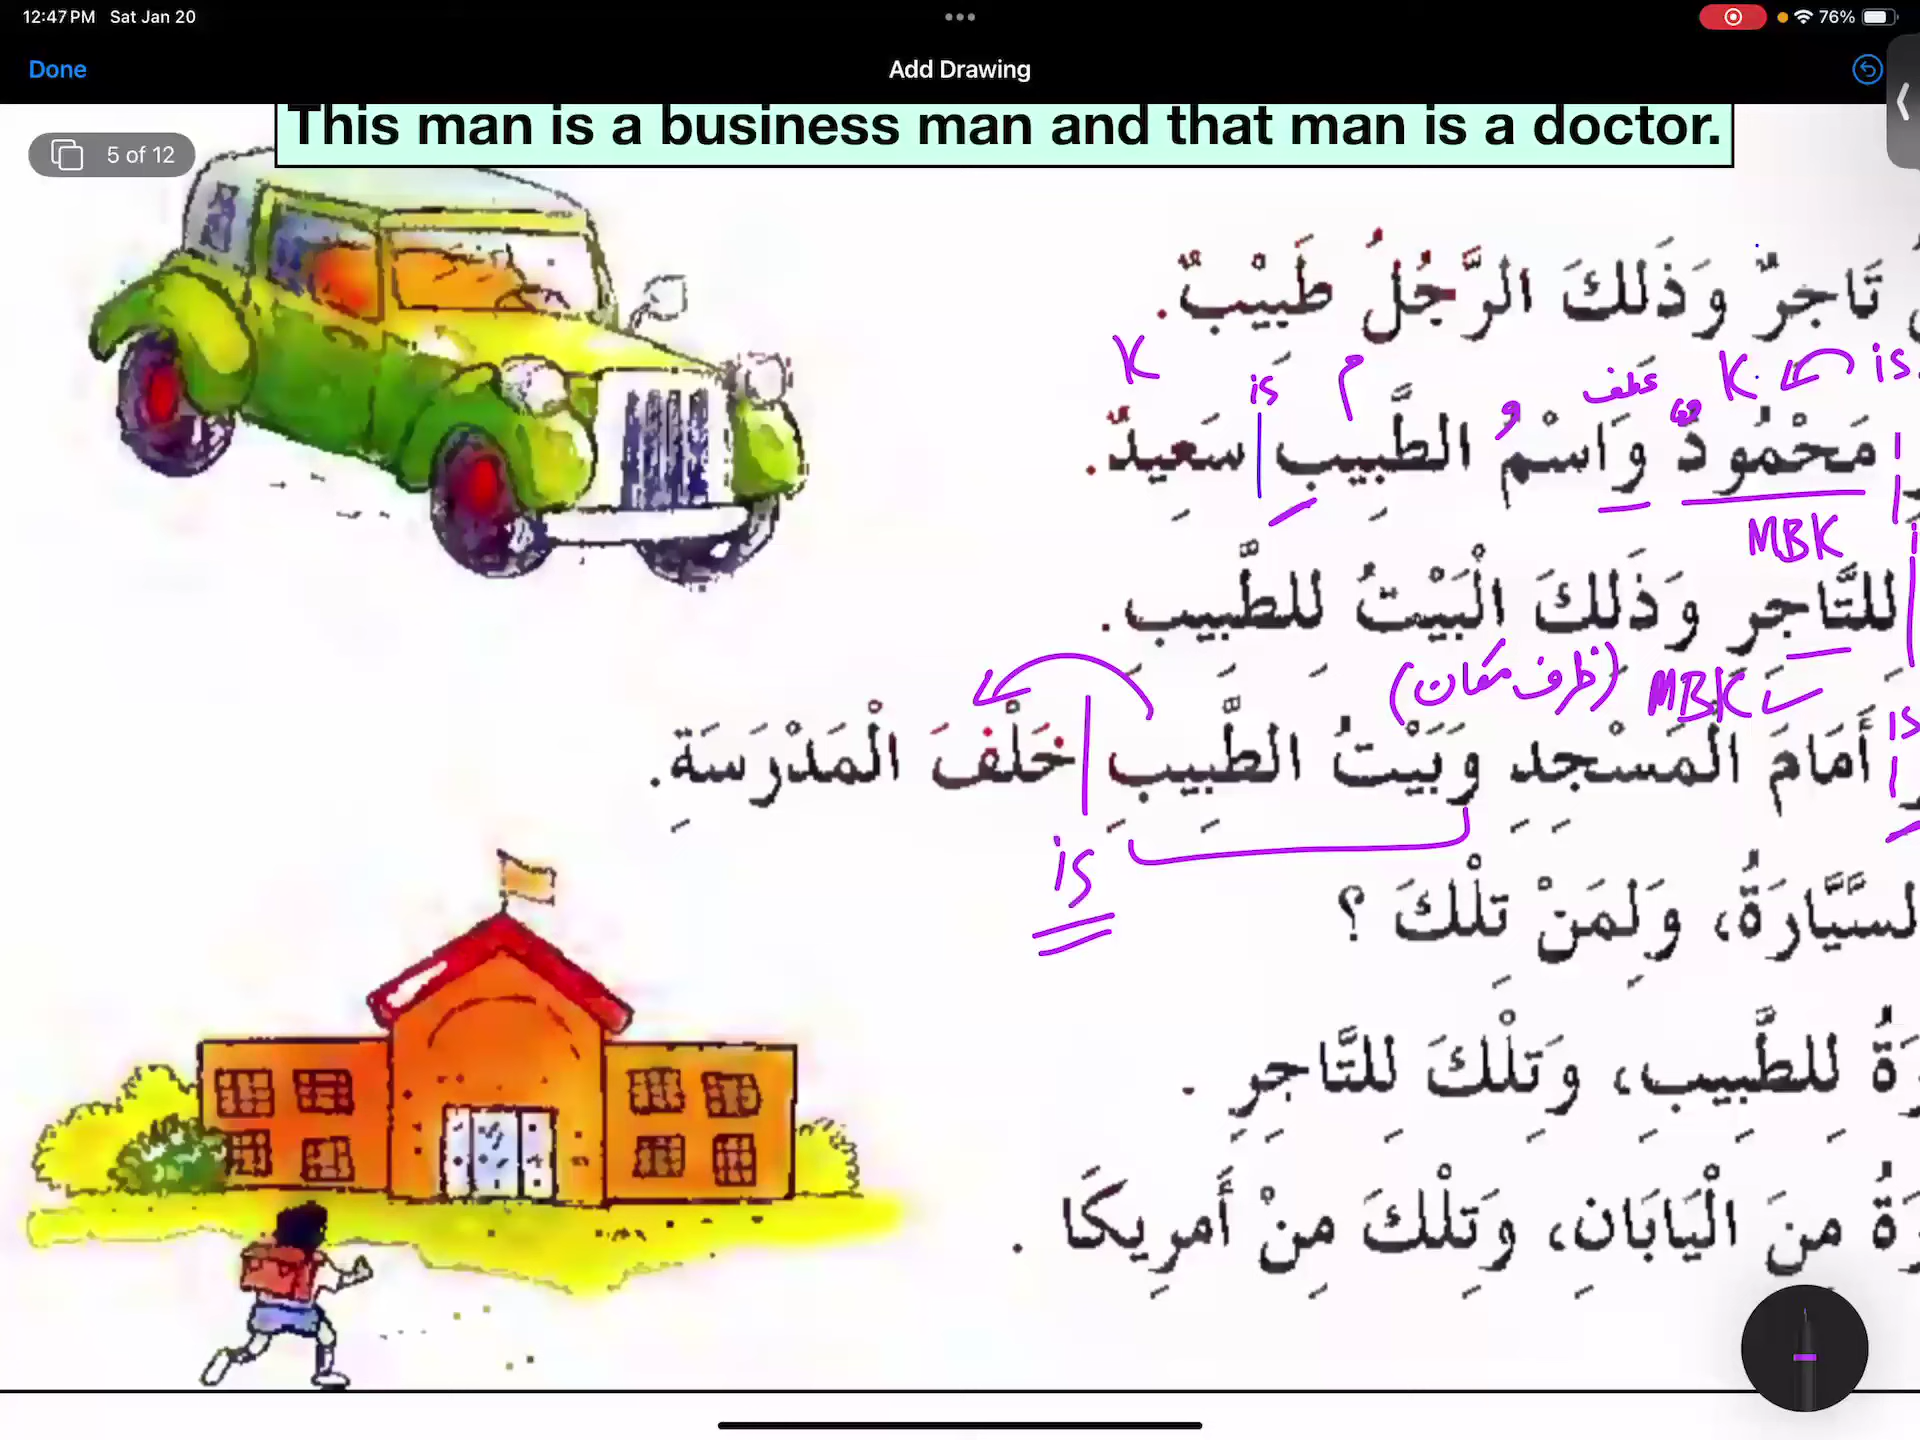 12:47 PM Sat Jan 20
76%
Done
Add Drawing
5 of 12
This man is a business man and that man is a doctor.
تَاجِرٌ وَذَلِكَ الرَّجُلُ طَبِيْبٌ.
is K عطف م is K
مَحْمُودٌ وَاسْمُ الطَّبِيبِ سَعِيدٌ.
MBK
لِلتَّاجِرِ وَذَلِكَ الْبَيْتُ لِلطَّبِيبِ.
MBK (ظرف مكان)
is
أَمَامَ الْمَسْجِدِ وَبَيْتُ الطَّبِيبِ خَلْفَ الْمَدْرَسَةِ.
is
السَّيَّارَةُ، وَلِمَنْ تِلْكَ ؟
لِلطَّبِيبِ، وَتِلْكَ لِلتَّاجِرِ .
مِنَ الْيَابَانِ، وَتِلْكَ مِنْ أَمْرِيكَا .